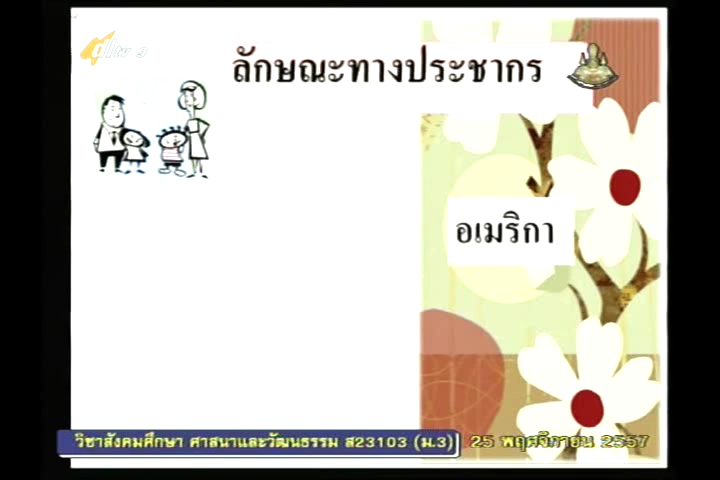 ลักษณะทางประชากร
อเมริกา
วิชาสังคมศึกษา ศาสนาและวัฒนธรรม ส23103 (ม.3) 25 พฤศจิกายน 2557